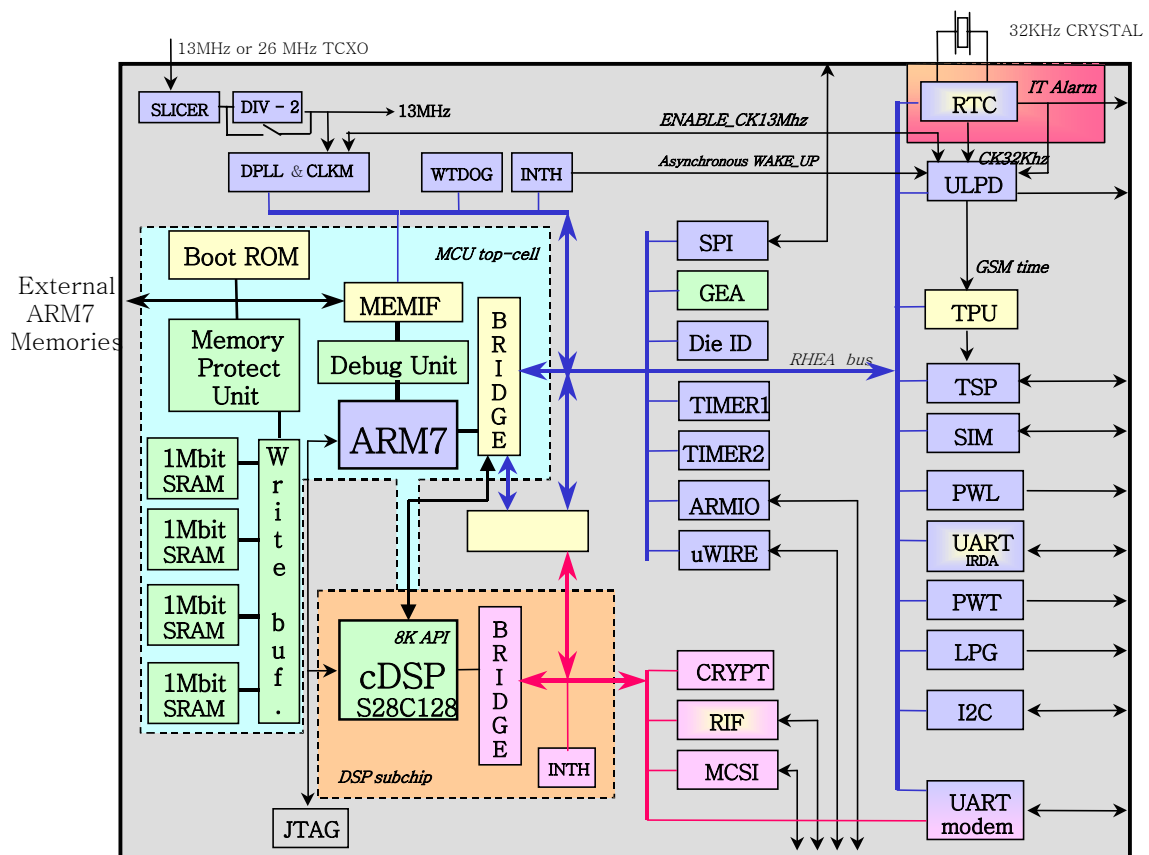 32KHz CRYSTAL
13MHz or 26 MHz TCXO
IT Alarm
SLICER
DIV - 2
13MHz
RTC
ENABLE_CK13Mhz
Asynchronous WAKE_UP
CK32Khz
DPLL & CLKM
WTDOG
INTH
ULPD
MCU top-cell
SPI
Boot ROM
GSM time
External
ARM7
Memories
MEMIF
GEA
TPU
BRIDGE
Memory
Protect
Unit
Debug Unit
Die ID
RHEA bus
TSP
TIMER1
ARM7
SIM
1Mbit
SRAM
Write buf.
TIMER2
PWL
ARMIO
1Mbit
SRAM
uWIRE
UART
IRDA
1Mbit
SRAM
PWT
8K API
cDSP
S28C128
BRIDGE
LPG
1Mbit
SRAM
CRYPT
RIF
I2C
INTH
MCSI
DSP subchip
UART
modem
JTAG